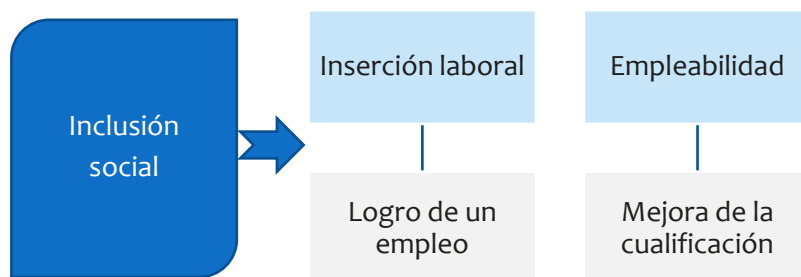 Inclusión
social
Inserción laboral
Logro de un
empleo
Empleabilidad
Mejora de la
cualificación